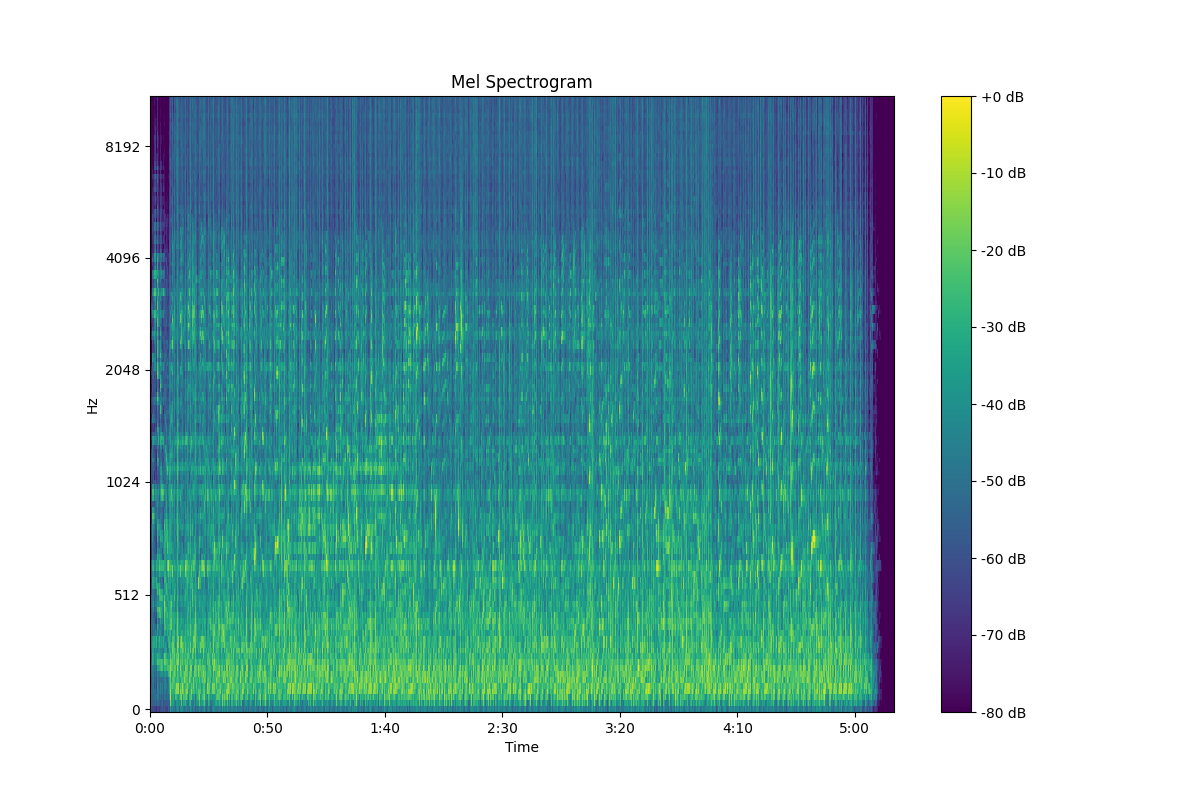 Mel Spectrogram
+0 dB
8192
-10 dB
-20 dB
4096
-30 dB
2048
-40 dB
Hz
1024
-50 dB
-60 dB
512
-70 dB
0
-80 dB
0:00 0:50 1:40 2:30 3:20 4:10 5:00
Time